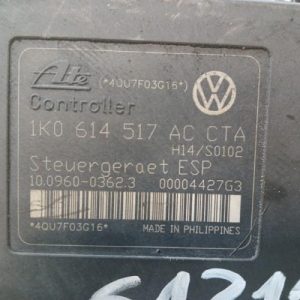 Ate (*4QU7F03G16*)
Controller
1K0 614 517 AC CTA
H14/S0102
Steuergeraet ESP
10.0960-0362.3 00004427G3
*4QU7F03G16* MADE IN PHILIPPINES